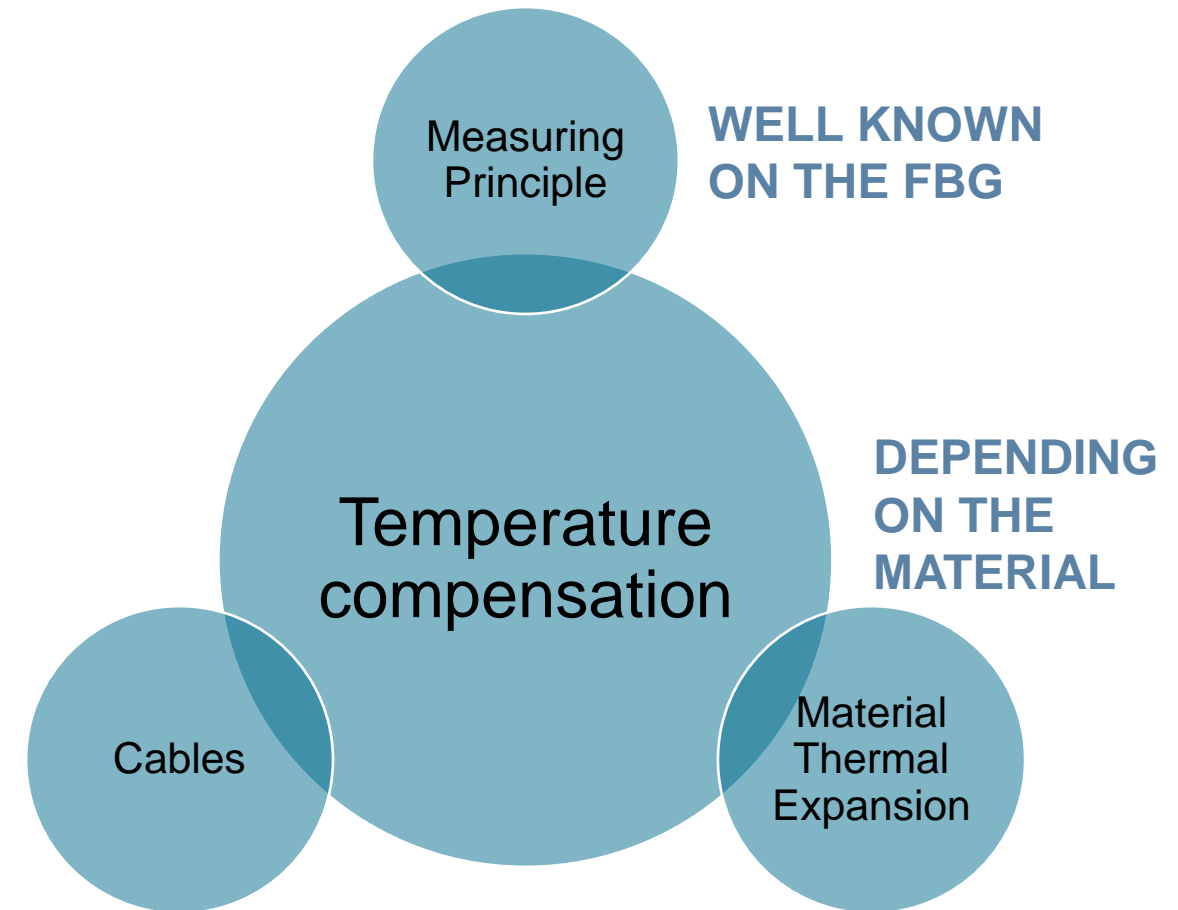 Measuring
Principle
WELL KNOWN
ON THE FBG
Temperature
compensation
DEPENDING
ON THE
MATERIAL
Cables
Material
Thermal
Expansion